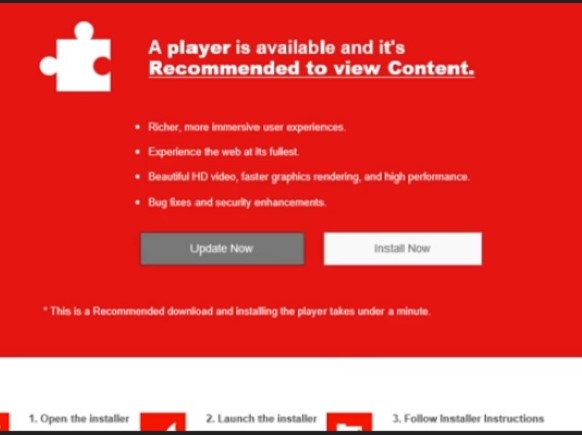 A player is available and it's
Recommended to view Content.
Richer, more immersive user experiences.
Experience the web at its fullest.
Beautiful HD video, faster graphics rendering, and high performance.
Bug fixes and security enhancements.
Update Now Install Now
* This is a Recommended download and installing the player takes under a minute.
1. Open the installer 2. Launch the installer 3. Follow Installer Instructions